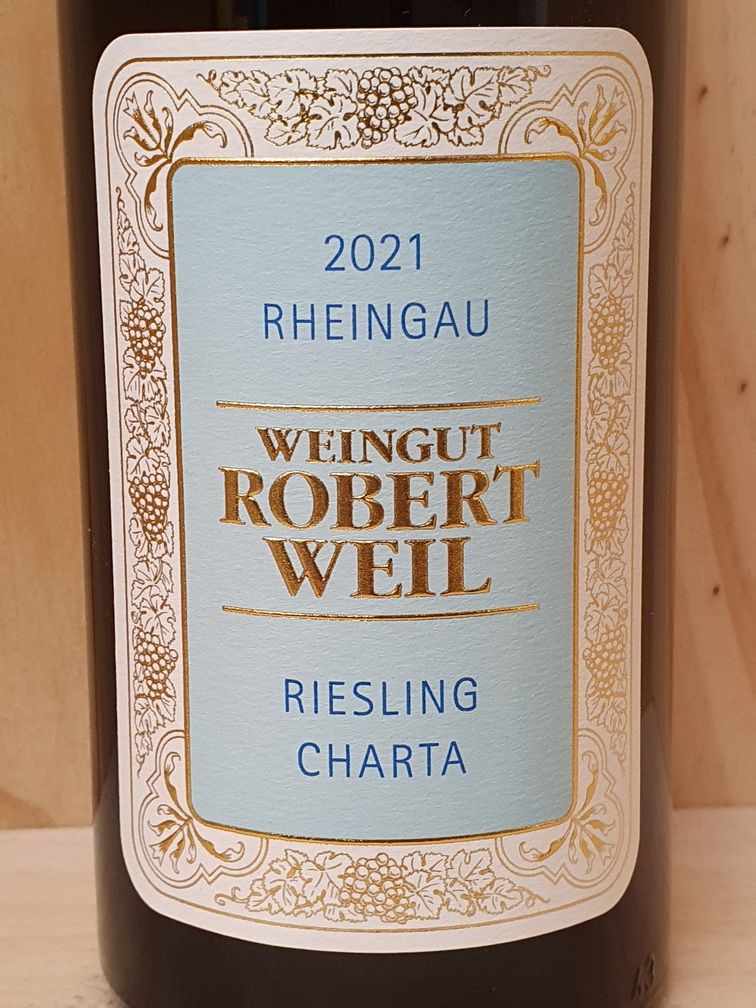 2021
RHEINGAU
WEINGUT
ROBERT
WEIL
RIESLING
CHARTA